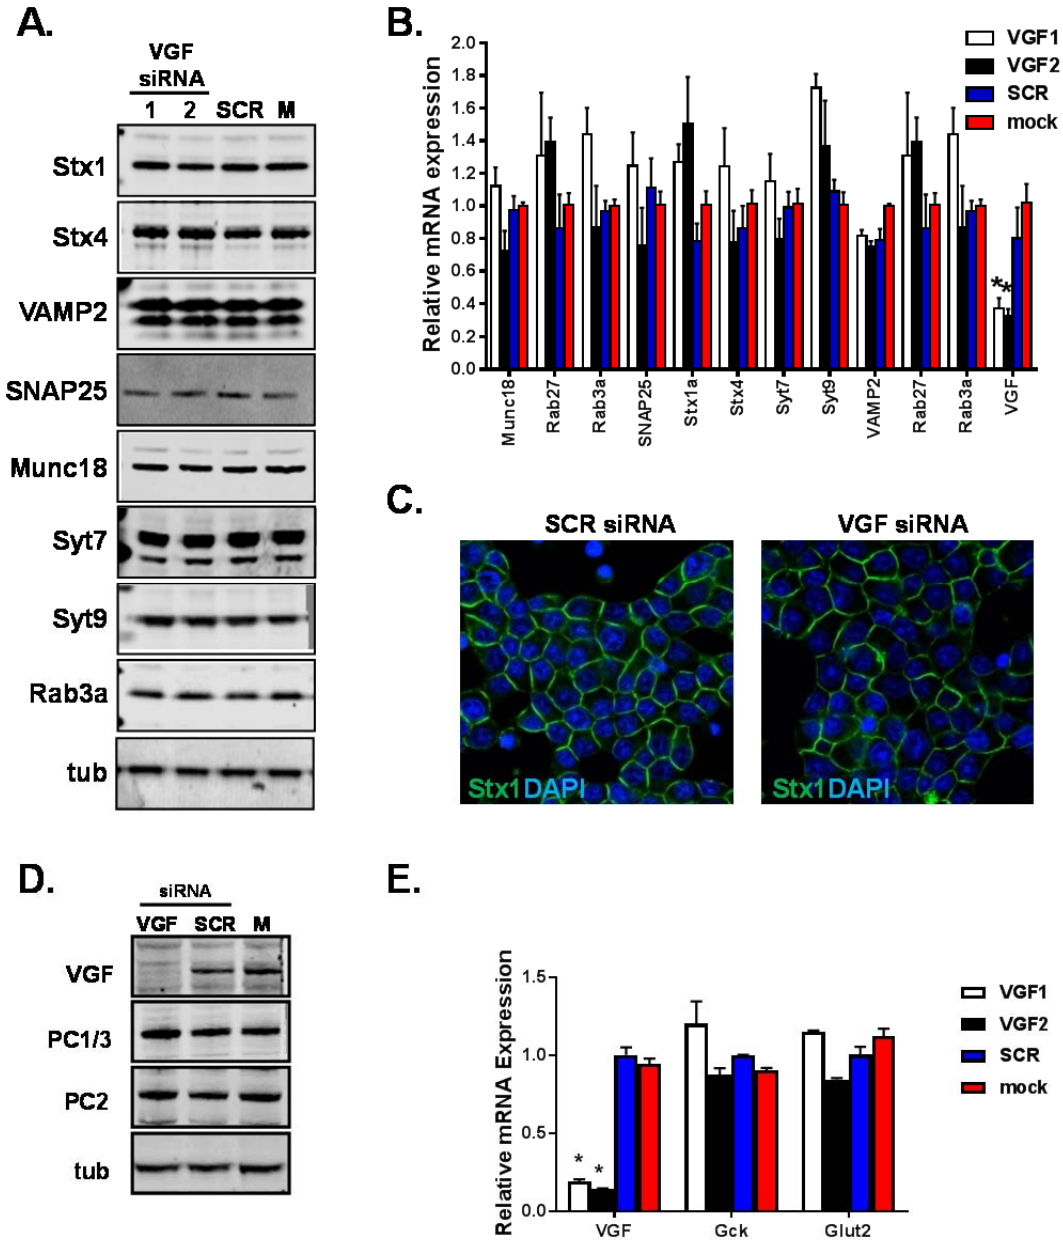 A.
VGF
siRNA
1 2 SCR M
Stx1
Stx4
VAMP2
SNAP25
Munc18
Syt7
Syt9
Rab3a
tub
B.
Relative mRNA expression
2.0
1.8
1.6
1.4
1.2
1.0
0.8
0.6
0.4
0.2
0.0
**
Munc18
Rab27
Rab3a
SNAP25
Stx1a
Stx4
Syt7
Syt9
VAMP2
Rab27
Rab3a
VGF
VGF1
VGF2
SCR
mock
C.
SCR siRNA
VGF siRNA
Stx1DAPI
Stx1DAPI
D.
siRNA
VGF SCR M
VGF
PC1/3
PC2
tub
E.
Relative mRNA Expression
1.5
1.0
0.5
0.0
* *
VGF
Gck
Glut2
VGF1
VGF2
SCR
mock